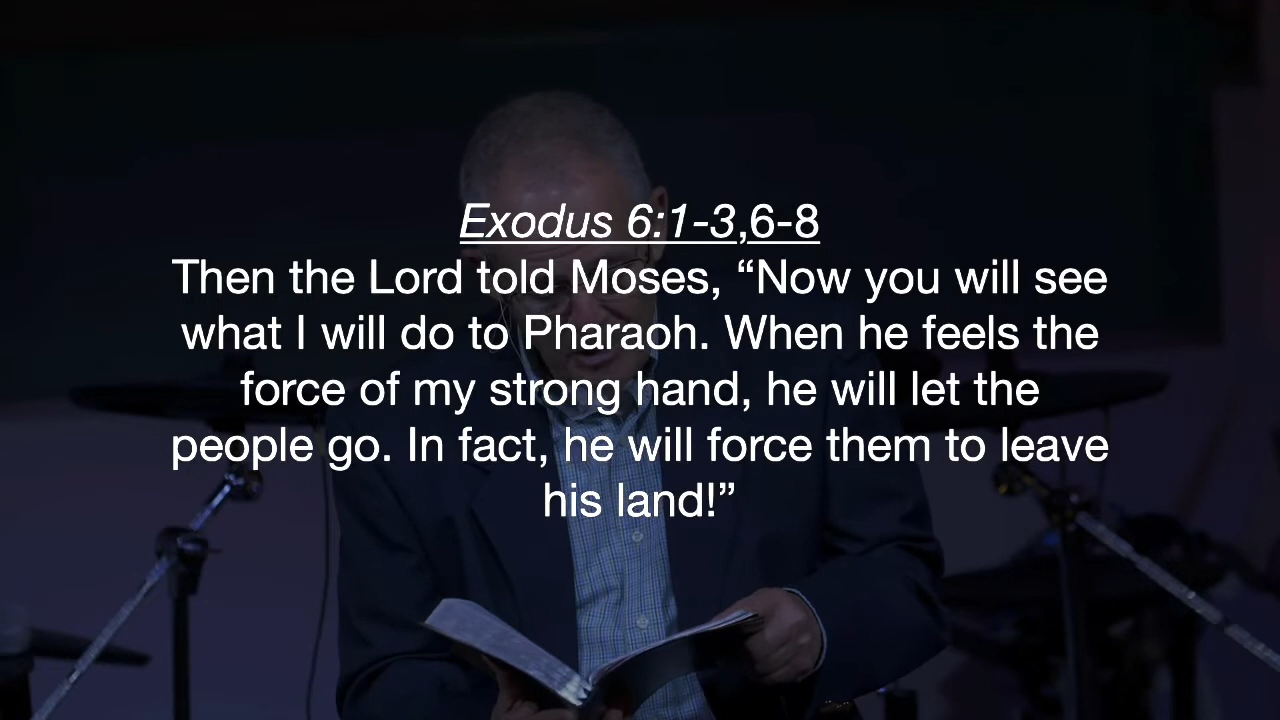 Exodus 6:1-3,6-8
Then the Lord told Moses, “Now you will see
what I will do to Pharaoh. When he feels the
force of my strong hand, he will let the
people go. In fact, he will force them to leave
his land!”